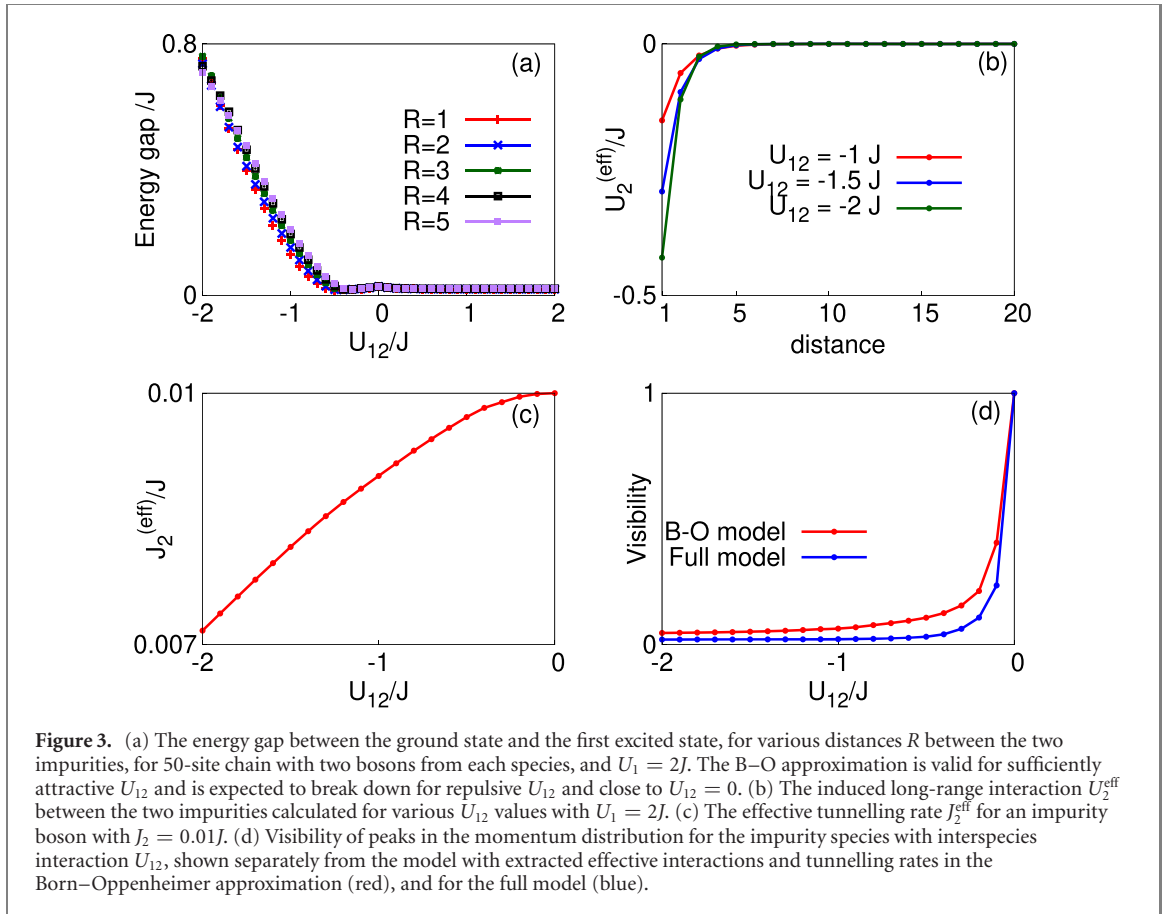 0.8
(a)
Energy gap /J
R=1
R=2
R=3
R=4
R=5
0
-2
-1
0
1
2
U₁₂/J
0
(b)
U₂⁽ᵉᶠᶠ⁾/J
U₁₂ = -1 J
U₁₂ = -1.5 J
U₁₂ = -2 J
-0.5
1
5
10
15
20
distance
0.01
(c)
J₂⁽ᵉᶠᶠ⁾/J
0.007
-2
-1
0
U₁₂/J
1
(d)
Visibility
B-O model
Full model
0
-2
-1
0
U₁₂/J
Figure 3. (a) The energy gap between the ground state and the first excited state, for various distances R between the two
impurities, for 50-site chain with two bosons from each species, and U₁ = 2J. The B–O approximation is valid for sufficiently
attractive U₁₂ and is expected to break down for repulsive U₁₂ and close to U₁₂ = 0. (b) The induced long-range interaction U₂ᵉᶠᶠ
between the two impurities calculated for various U₁₂ values with U₁ = 2J. (c) The effective tunnelling rate J₂ᵉᶠᶠ for an impurity
boson with J₂ = 0.01J. (d) Visibility of peaks in the momentum distribution for the impurity species with interspecies
interaction U₁₂, shown separately from the model with extracted effective interactions and tunnelling rates in the
Born–Oppenheimer approximation (red), and for the full model (blue).